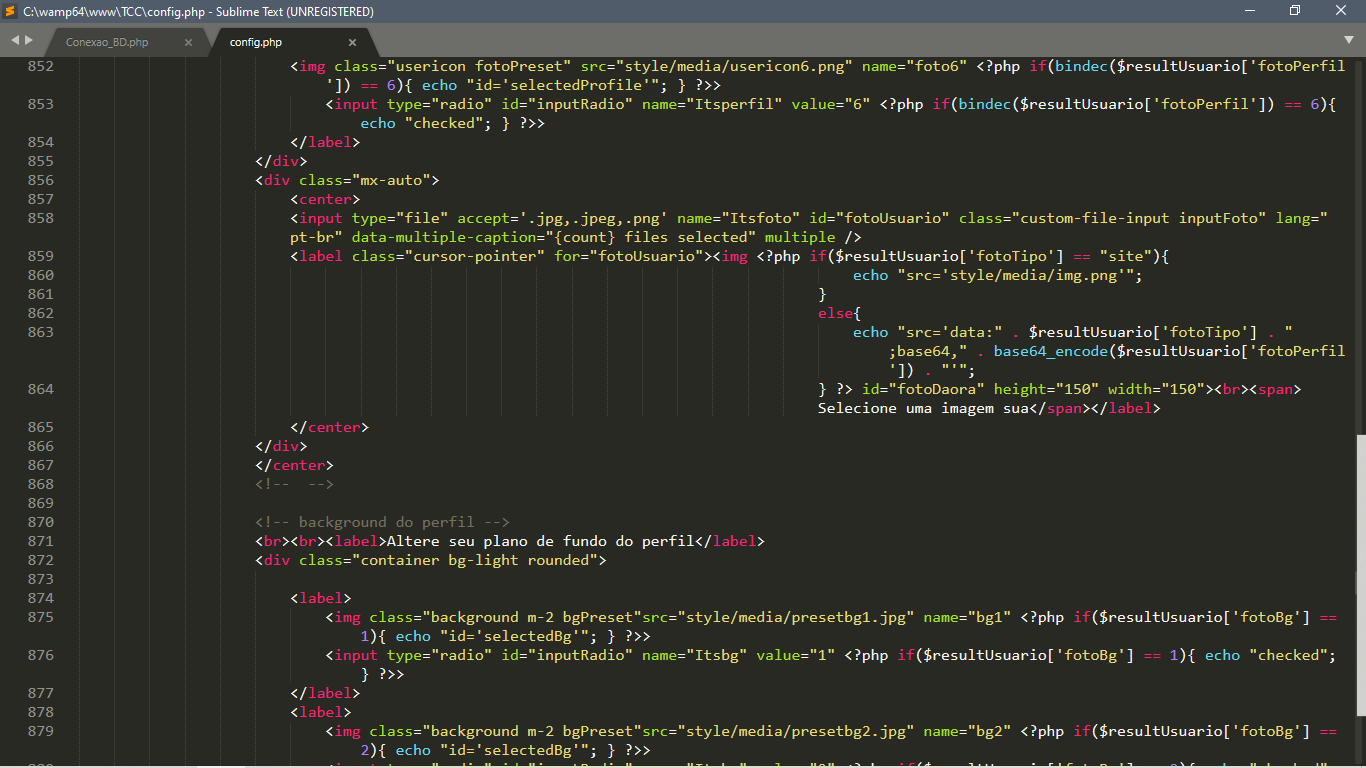 C:\wamp64\www\TCC\config.php - Sublime Text (UNREGISTERED)
Conexao_BD.php
config.php
852 <img class="usericon fotoPreset" src="style/media/usericon6.png" name="foto6" <?php if(bindec($resultUsuario['fotoPerfil
']) == 6){ echo "id='selectedProfile'"; } ?>>
853 <input type="radio" id="inputRadio" name="Itsperfil" value="6" <?php if(bindec($resultUsuario['fotoPerfil']) == 6){
echo "checked"; } ?>>
854 </label>
855 </div>
856 <div class="mx-auto">
857 <center>
858 <input type="file" accept='.jpg,.jpeg,.png' name="Itsfoto" id="fotoUsuario" class="custom-file-input inputFoto" lang="
pt-br" data-multiple-caption="{count} files selected" multiple />
859 <label class="cursor-pointer" for="fotoUsuario"><img <?php if($resultUsuario['fotoTipo'] == "site"){
860 echo "src='style/media/img.png'";
861 }
862 else{
863 echo "src='data:" . $resultUsuario['fotoTipo'] . "
;base64," . base64_encode($resultUsuario['fotoPerfil
']) . "'";
864 } ?> id="fotoDaora" height="150" width="150"><br><span>
Selecione uma imagem sua</span></label>
865 </center>
866 </div>
867 </center>
868 <!--  -->
869
870 <!-- background do perfil -->
871 <br><br><label>Altere seu plano de fundo do perfil</label>
872 <div class="container bg-light rounded">
873
874 <label>
875 <img class="background m-2 bgPreset"src="style/media/presetbg1.jpg" name="bg1" <?php if($resultUsuario['fotoBg'] ==
1){ echo "id='selectedBg'"; } ?>>
876 <input type="radio" id="inputRadio" name="Itsbg" value="1" <?php if($resultUsuario['fotoBg'] == 1){ echo "checked";
} ?>>
877 </label>
878 <label>
879 <img class="background m-2 bgPreset"src="style/media/presetbg2.jpg" name="bg2" <?php if($resultUsuario['fotoBg'] ==
2){ echo "id='selectedBg'"; } ?>>